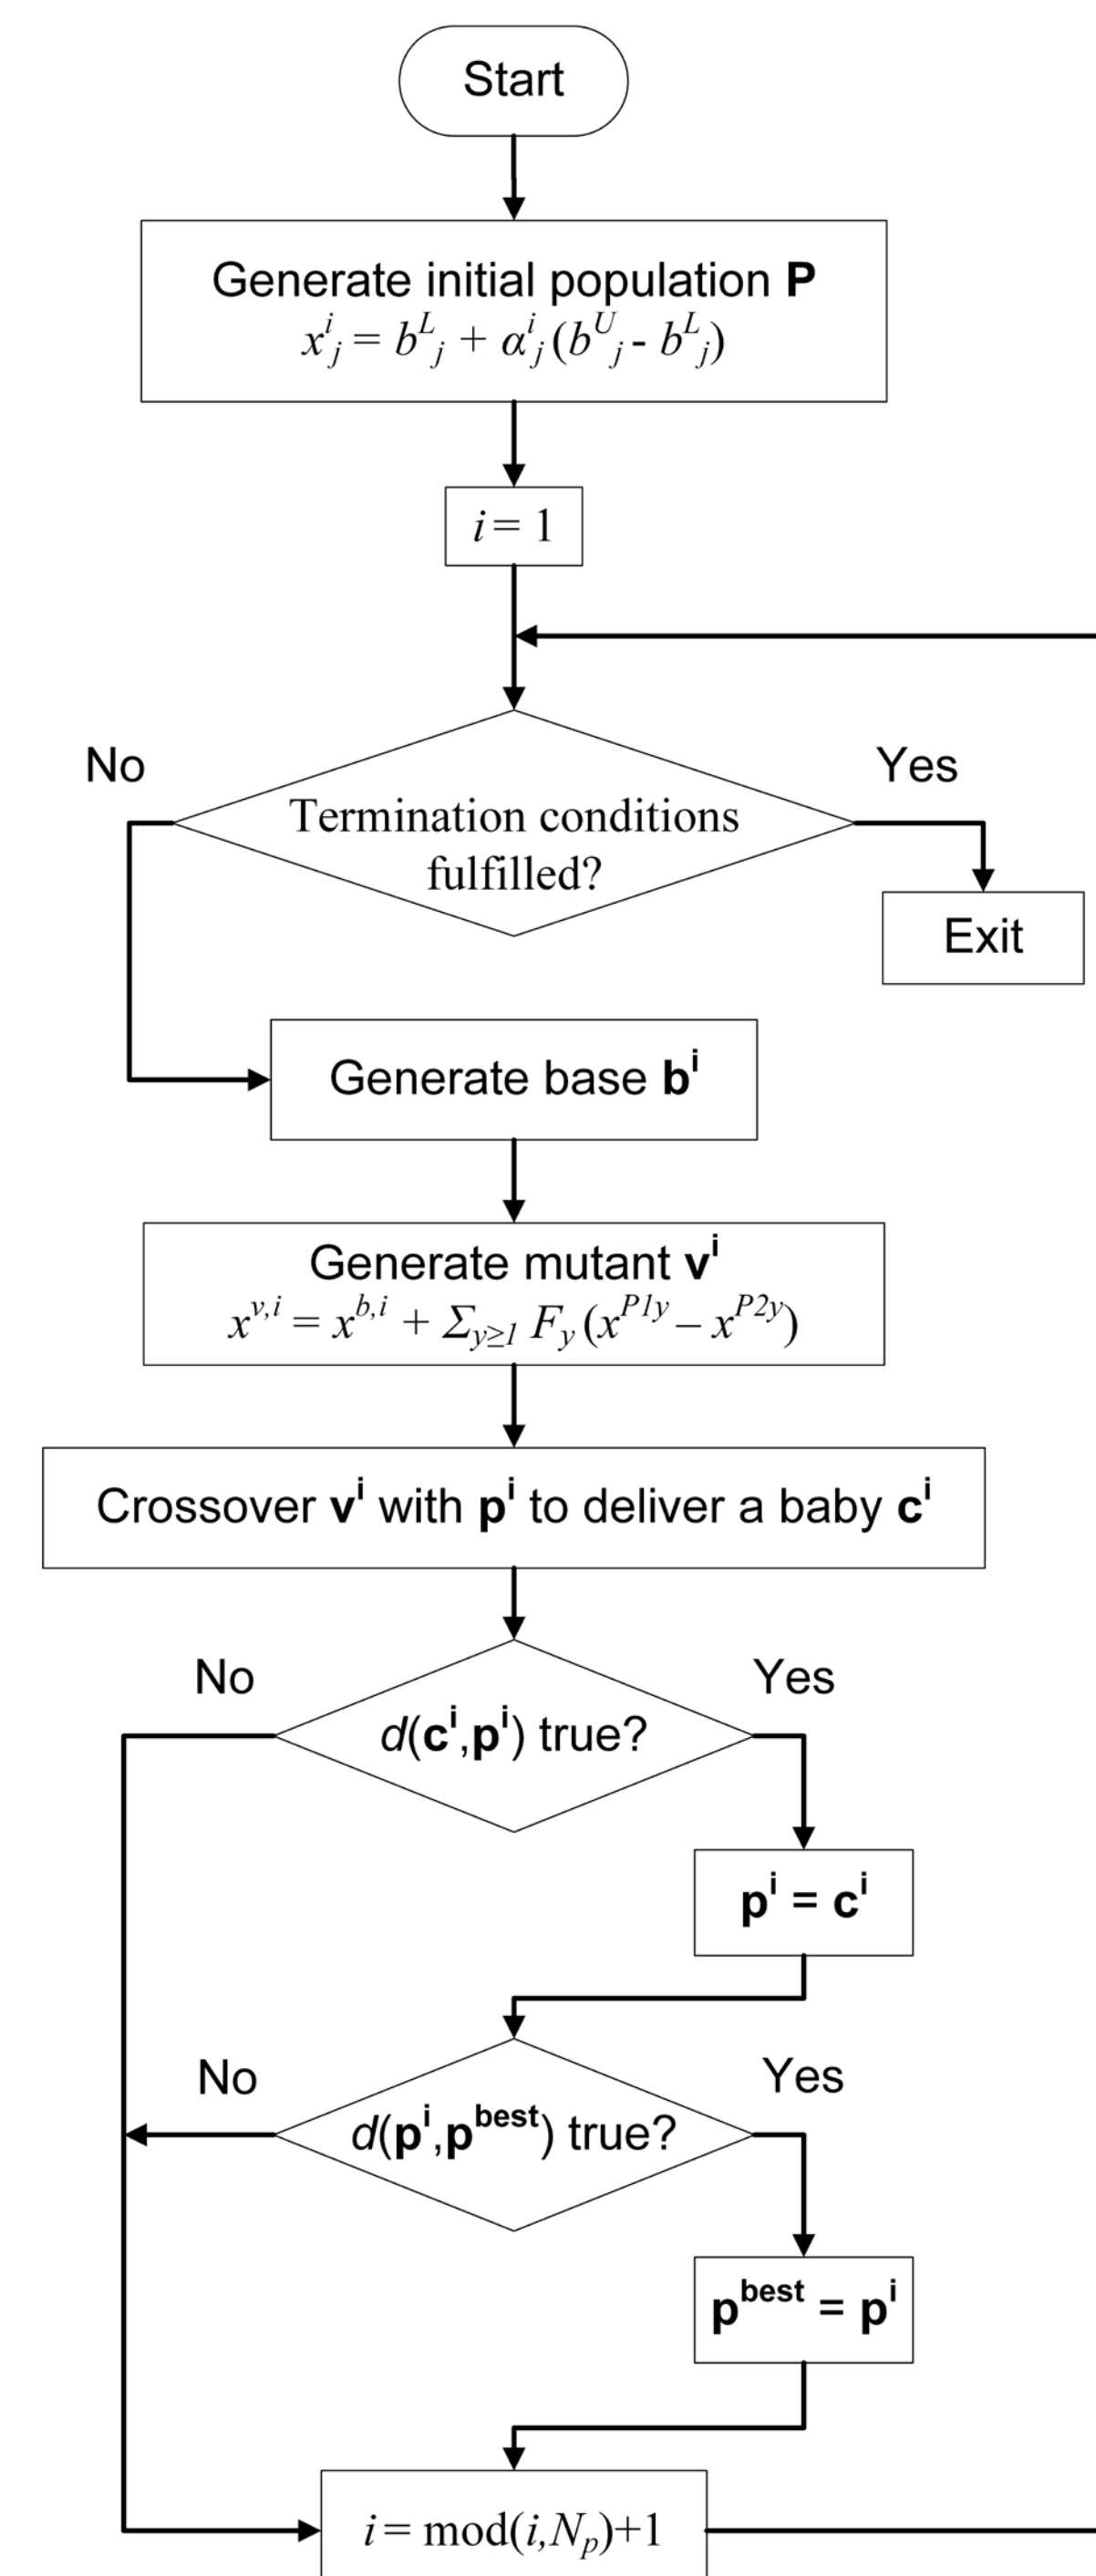 Start
Generate initial population P
x^i_j = b^L_j + α^i_j (b^U_j - b^L_j)
i = 1
No
Yes
Termination conditions
fulfilled?
Exit
Generate base b^i
Generate mutant v^i
x^{v,i} = x^{b,i} + Σ_{y≥1} F_y (x^{P1y} – x^{P2y})
Crossover v^i with p^i to deliver a baby c^i
No
Yes
d(c^i,p^i) true?
p^i = c^i
No
Yes
d(p^i,p^best) true?
p^best = p^i
i = mod(i,N_p)+1